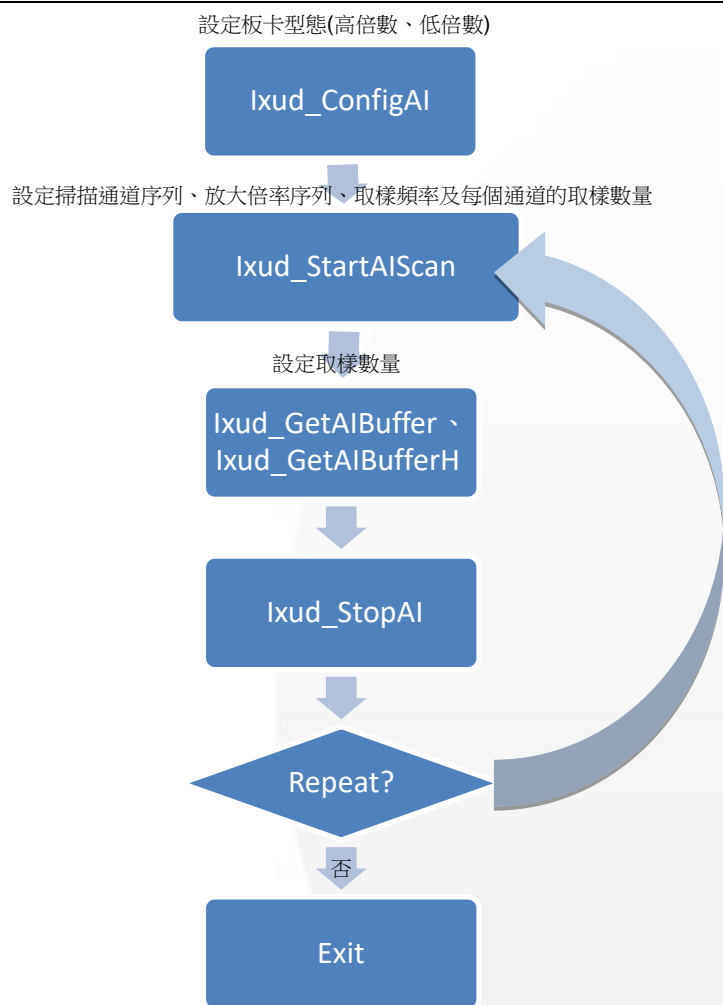 設定板卡型態(高倍數、低倍數)
Ixud_ConfigAI
設定掃描通道序列、放大倍率序列、取樣頻率及每個通道的取樣數量
Ixud_StartAIScan
設定取樣數量
Ixud_GetAIBuffer、
Ixud_GetAIBufferH
Ixud_StopAI
Repeat?
否
Exit